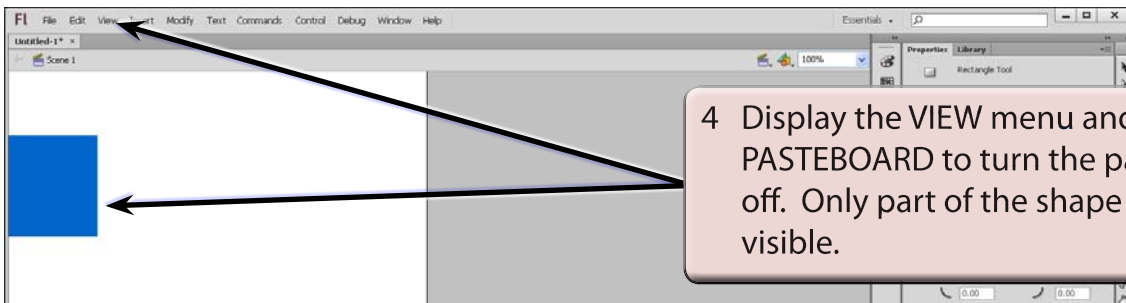 Fl File Edit View Insert Modify Text Commands Control Debug Window Help Essentials
Untitled-1* ×
Scene 1 100%
Properties Library
Rectangle Tool
4 Display the VIEW menu and
PASTEBOARD to turn the pa
off. Only part of the shape
visible.
0.00 0.00